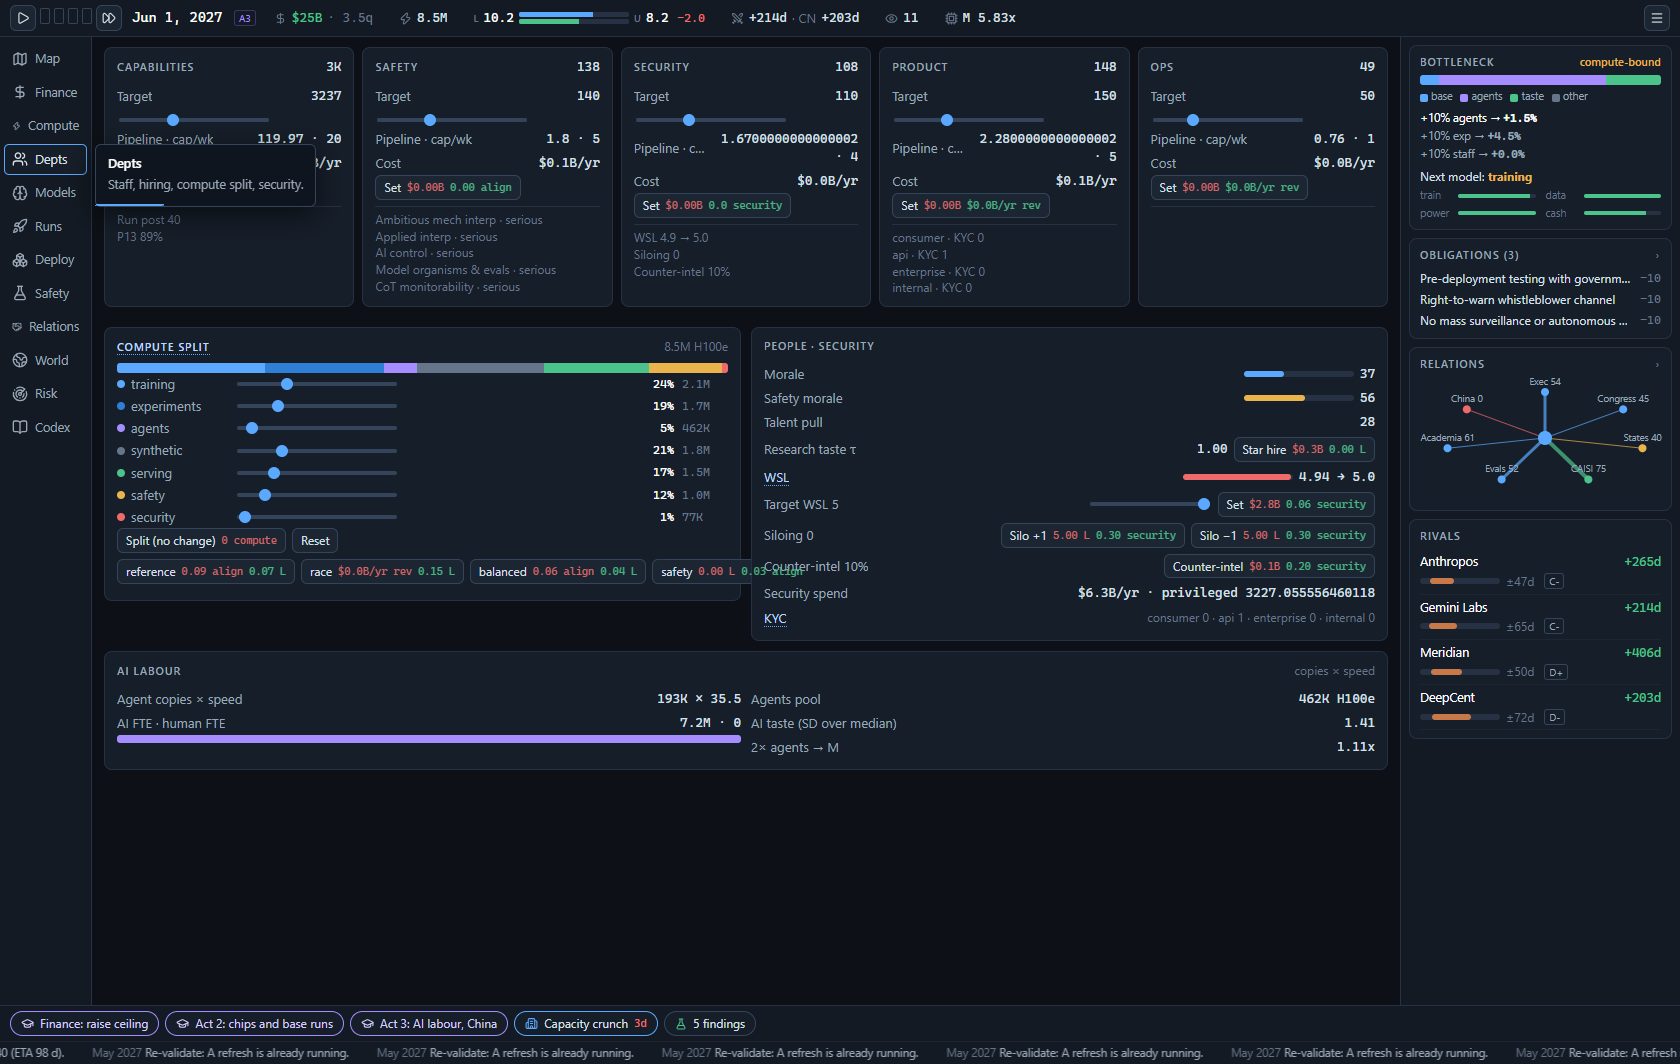 Jun 1, 2027 A3 $ $25B · 3.5q 8.5M L 10.2 U 8.2 −2.0 +214d · CN +203d 11 M 5.83x
Map
Finance
Compute
Depts
Models
Runs
Deploy
Safety
Relations
World
Risk
Codex
CAPABILITIES 3K
Target 3237
Pipeline · cap/wk 119.97 · 20
B/yr
Depts
Staff, hiring, compute split, security.
Run post 40
P13 89%
SAFETY 138
Target 140
Pipeline · cap/wk 1.8 · 5
Cost $0.1B/yr
Set $0.00B 0.00 align
Ambitious mech interp · serious
Applied interp · serious
AI control · serious
Model organisms & evals · serious
CoT monitorability · serious
SECURITY 108
Target 110
Pipeline · c... 1.6700000000000002 · 4
Cost $0.0B/yr
Set $0.00B 0.0 security
WSL 4.9 → 5.0
Siloing 0
Counter-intel 10%
PRODUCT 148
Target 150
Pipeline · c... 2.2800000000000002 · 5
Cost $0.1B/yr
Set $0.00B $0.0B/yr rev
consumer · KYC 0
api · KYC 1
enterprise · KYC 0
internal · KYC 0
OPS 49
Target 50
Pipeline · cap/wk 0.76 · 1
Cost $0.0B/yr
Set $0.00B $0.0B/yr rev
COMPUTE SPLIT 8.5M H100e
training 24% 2.1M
experiments 19% 1.7M
agents 5% 462K
synthetic 21% 1.8M
serving 17% 1.5M
safety 12% 1.0M
security 1% 77K
Split (no change) 0 compute Reset
reference 0.09 align 0.07 L race $0.0B/yr rev 0.15 L balanced 0.06 align 0.04 L safety 0.00 L 0.03 align
PEOPLE · SECURITY
Morale 37
Safety morale 56
Talent pull 28
Research taste τ 1.00 Star hire $0.3B 0.00 L
WSL 4.94 → 5.0
Target WSL 5 Set $2.8B 0.06 security
Siloing 0 Silo +1 5.00 L 0.30 security Silo −1 5.00 L 0.30 security
Counter-intel 10% Counter-intel $0.1B 0.20 security
Security spend $6.3B/yr · privileged 3227.055556460118
KYC consumer 0 · api 1 · enterprise 0 · internal 0
AI LABOUR copies × speed
Agent copies × speed 193K × 35.5 Agents pool 462K H100e
AI FTE · human FTE 7.2M · 0 AI taste (SD over median) 1.41
2× agents → M 1.11x
BOTTLENECK compute-bound
base agents taste other
+10% agents → +1.5%
+10% exp → +4.5%
+10% staff → +0.0%
Next model: training
train data
power cash
OBLIGATIONS (3) ›
Pre-deployment testing with governm... −10
Right-to-warn whistleblower channel −10
No mass surveillance or autonomous ... −10
RELATIONS ›
Exec 54
China 0 Congress 45
Academia 61 States 40
Evals 52 CAISI 75
RIVALS
Anthropos +265d
±47d C-
Gemini Labs +214d
±65d C-
Meridian +406d
±50d D+
DeepCent +203d
±72d D-
Finance: raise ceiling Act 2: chips and base runs Act 3: AI labour, China Capacity crunch 3d 5 findings
0 (ETA 98 d). May 2027 Re-validate: A refresh is already running. May 2027 Re-validate: A refresh is already running. May 2027 Re-validate: A refresh is already running. May 2027 Re-validate: A refresh is already running. May 2027 Re-validate: A refresh is already running. May 2027 Re-validate: A refresh is already run